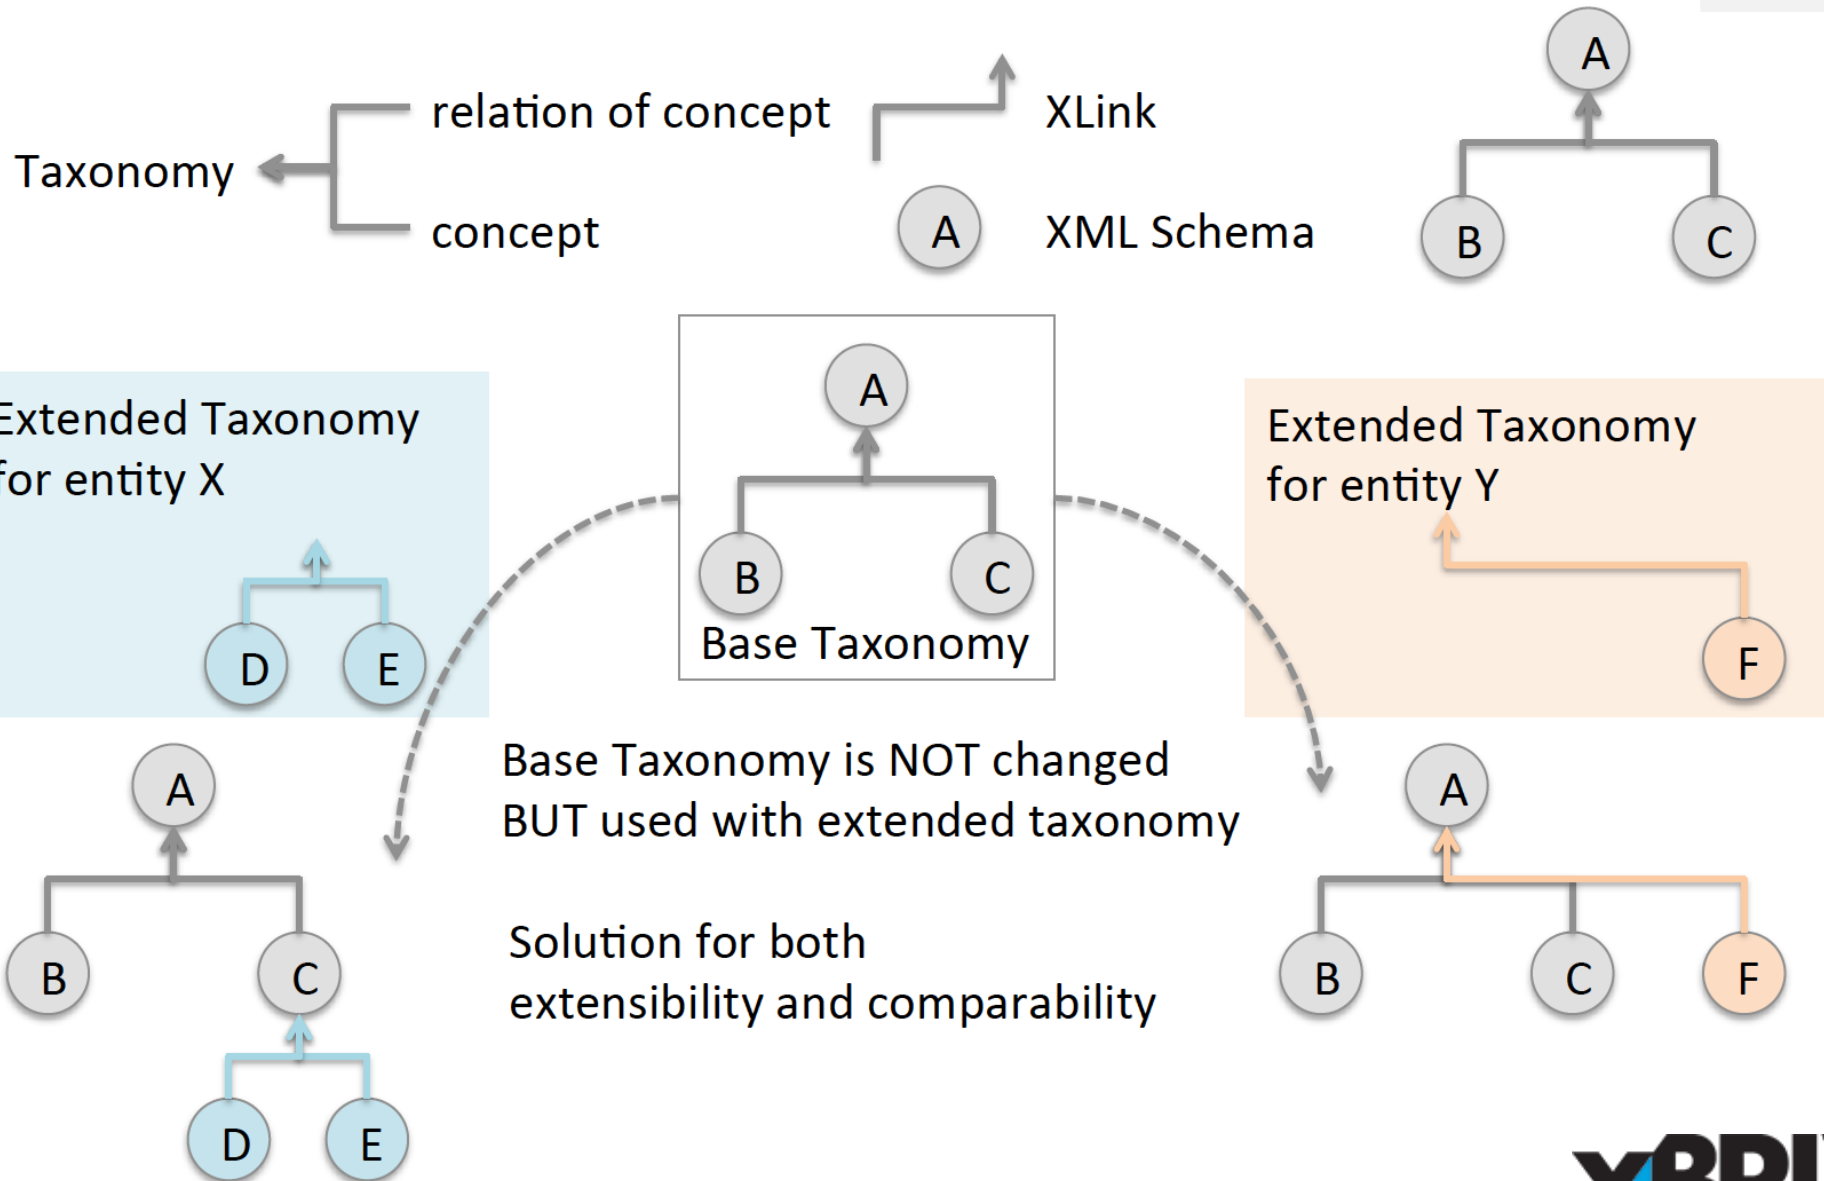 relation of concept
XLink
Taxonomy
concept
A
XML Schema
A
B
C
Extended Taxonomy
for entity X
D
E
A
B
C
Base Taxonomy
Extended Taxonomy
for entity Y
F
Base Taxonomy is NOT changed
BUT used with extended taxonomy
Solution for both
extensibility and comparability
A
B
C
D
E
A
B
C
F